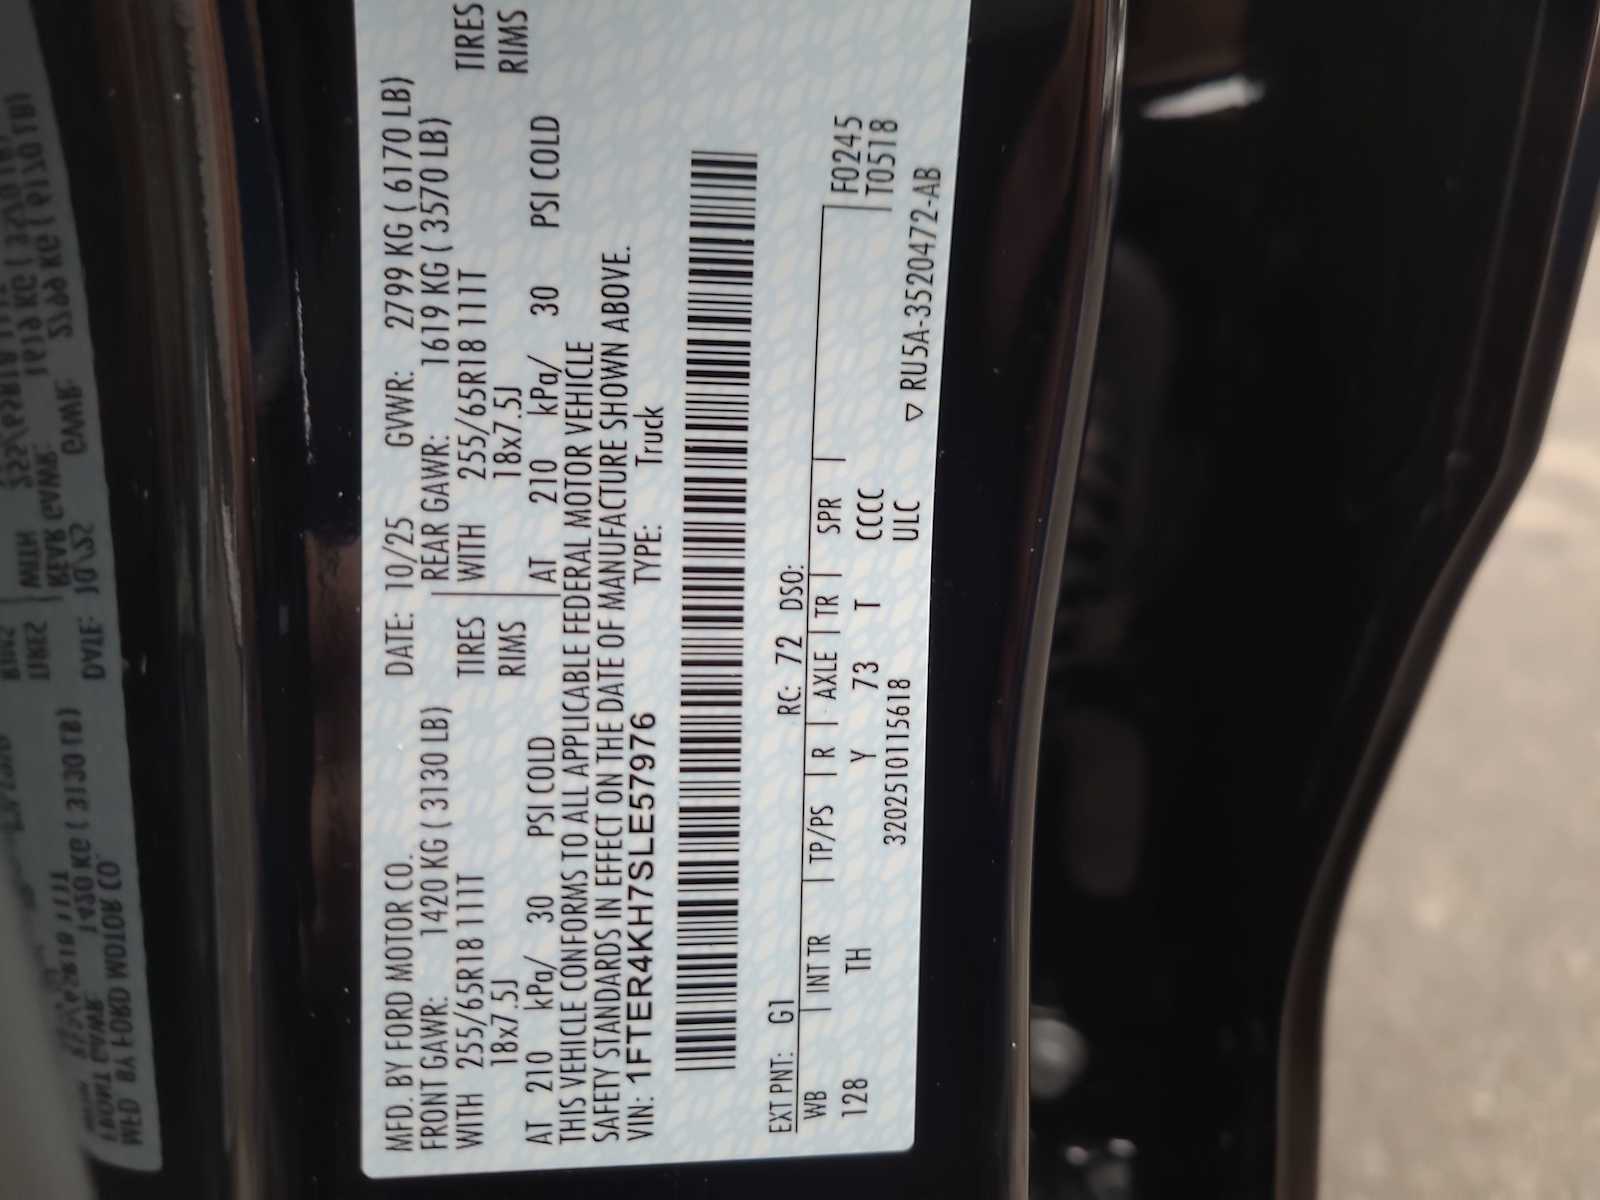 MFD. BY FORD MOTOR CO. DATE: 10/25 GVWR: 2799 KG ( 6170 LB)
FRONT GAWR: 1420 KG ( 3130 LB) REAR GAWR: 1619 KG ( 3570 LB)
WITH 255/65R18 111T TIRES WITH 255/65R18 111T TIRES
18x7.5J RIMS 18x7.5J RIMS
AT 210 kPa/ 30 PSI COLD AT 210 kPa/ 30 PSI COLD
THIS VEHICLE CONFORMS TO ALL APPLICABLE FEDERAL MOTOR VEHICLE
SAFETY STANDARDS IN EFFECT ON THE DATE OF MANUFACTURE SHOWN ABOVE.
VIN: 1FTER4KH7SLE57976 TYPE: Truck
EXT PNT: G1 RC: 72 DSO:
WB INT TR TP/PS R AXLE TR SPR F0245
128 TH Y 73 T CCCC T0518
3202510115618 ULC ▽ RU5A-3520472-AB